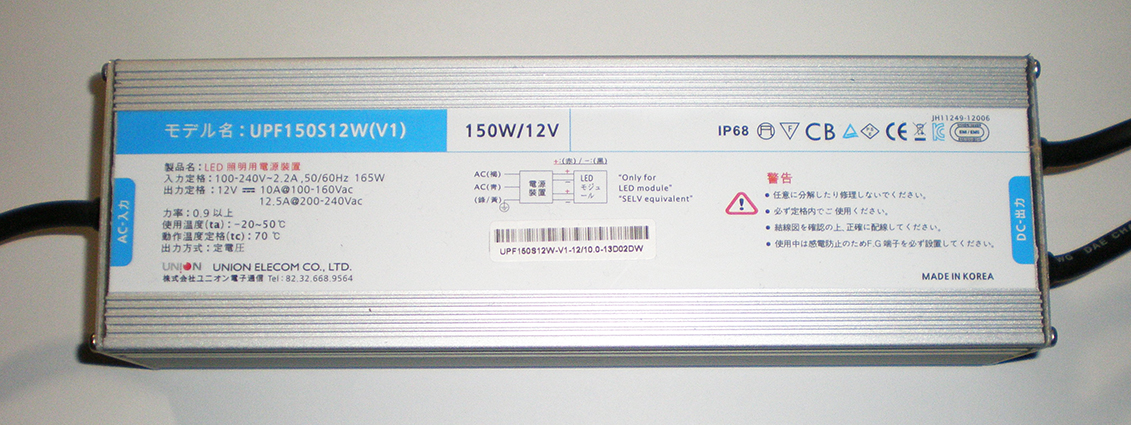 モデル名：UPF150S12W(V1)
150W/12V
IP68
CB
CE
JH11249-12006
製品名：LED 照明用電源装置
入力定格：100-240V~2.2A ,50/60Hz 165W
出力定格：12V ⎓ 10A@100-160Vac
12.5A@200-240Vac
力率：0.9 以上
使用温度(ta)：−20~50℃
動作温度定格(tc)：70℃
出力方式：定電圧
UNION UNION ELECOM CO., LTD.
株式会社ユニオン電子通信 Tel : 82.32.668.9564
AC-入力
+:(赤) / −:(黒)
AC(褐)
AC(青)
(緑/黃)
電源
装置
+
−
+
−
LED
モジュ
ール
"Only for
LED module"
"SELV equivalent"
UPF150S12W-V1-12/10.0-13D02DW
警告
● 任意に分解したり修理しないでください。
● 必ず定格内でご 使用ください。
● 結線図を確認の上, 正確に配線してください。
● 使用中は感電防止のためF.G 端子を必ず設置してください。
MADE IN KOREA
DC-出力
WG DAE CHA